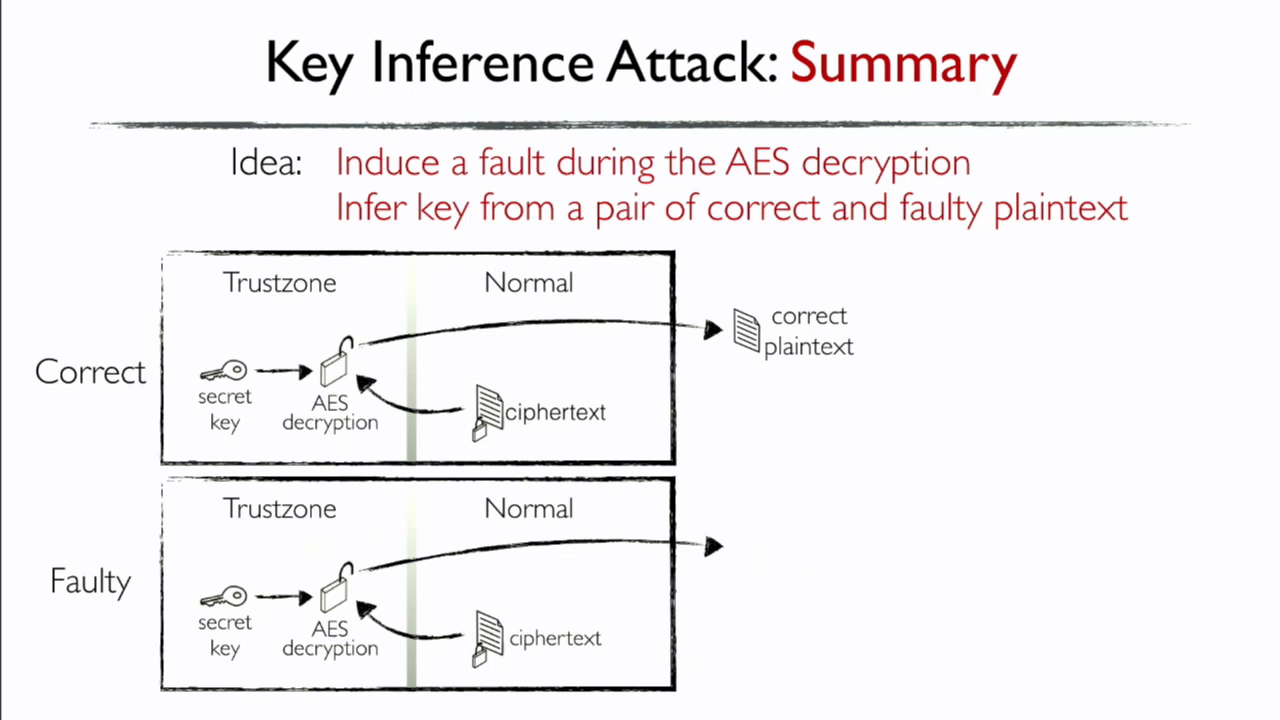 Key Inference Attack: Summary
Idea: Induce a fault during the AES decryption
Infer key from a pair of correct and faulty plaintext
Trustzone
Normal
Correct
secret
key
AES
decryption
ciphertext
correct
plaintext
Trustzone
Normal
Faulty
secret
key
AES
decryption
ciphertext